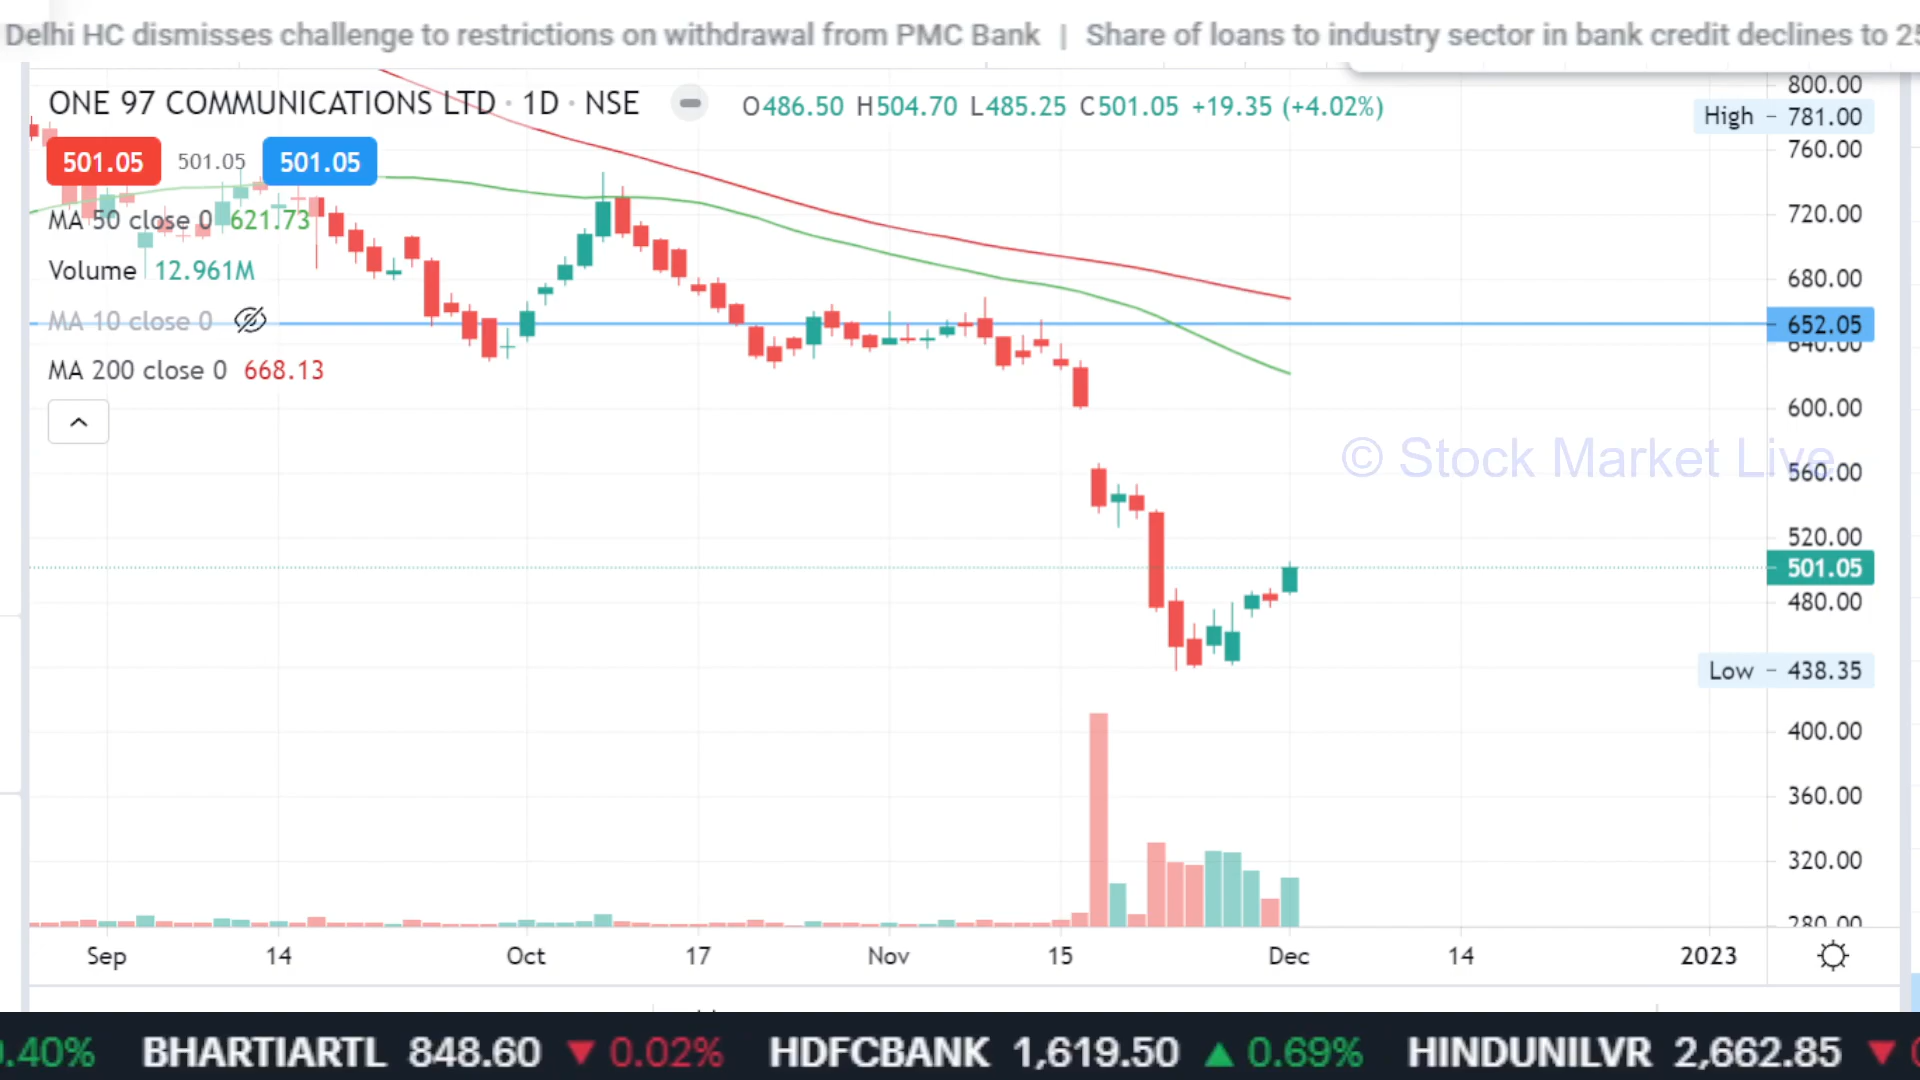 Delhi HC dismisses challenge to restrictions on withdrawal from PMC Bank | Share of loans to industry sector in bank credit declines to
ONE 97 COMMUNICATIONS LTD · 1D · NSE O486.50 H504.70 L485.25 C501.05 +19.35 (+4.02%)
501.05 501.05 501.05
MA 50 close 0 621.73
Volume 12.961M
MA 10 close 0
MA 200 close 0 668.13
800.00
High - 781.00
760.00
720.00
680.00
652.05
640.00
600.00
© Stock Market Live
560.00
520.00
501.05
480.00
Low - 438.35
400.00
360.00
320.00
280.00
Sep 14 Oct 17 Nov 15 Dec 14 2023
.40% BHARTIARTL 848.60 ▼ 0.02% HDFCBANK 1,619.50 ▲ 0.69% HINDUNILVR 2,662.85 ▼